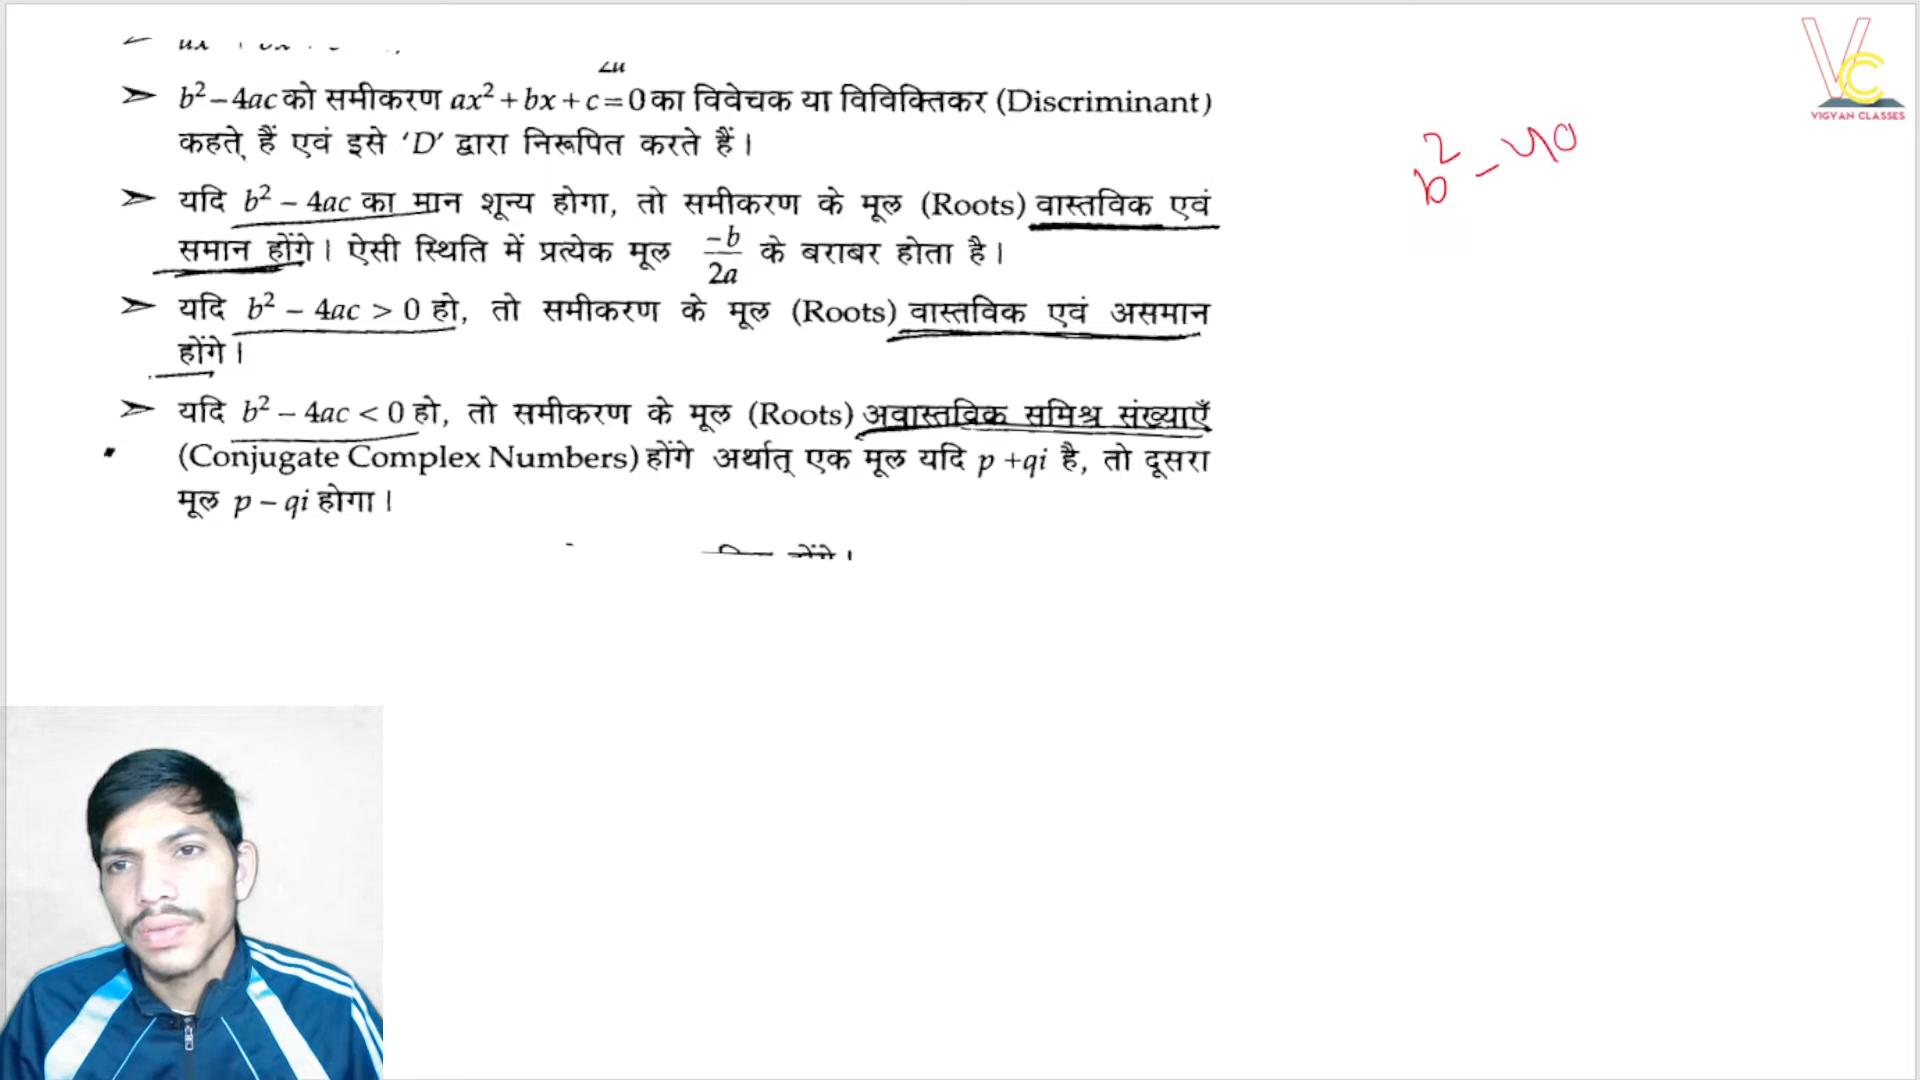 b²−4ac को समीकरण ax²+bx+c=0 का विवेचक या विविक्तिकर (Discriminant)
कहते हैं एवं इसे 'D' द्वारा निरूपित करते हैं।
यदि b² − 4ac का मान शून्य होगा, तो समीकरण के मूल (Roots) वास्तविक एवं
समान होंगे। ऐसी स्थिति में प्रत्येक मूल −b/2a के बराबर होता है।
यदि b² − 4ac > 0 हो, तो समीकरण के मूल (Roots) वास्तविक एवं असमान
होंगे।
यदि b² − 4ac < 0 हो, तो समीकरण के मूल (Roots) अवास्तविक समिश्र संख्याएँ
(Conjugate Complex Numbers) होंगे अर्थात् एक मूल यदि p +qi है, तो दूसरा
मूल p − qi होगा।
b² − 4a
VC
VIGYAN CLASSES